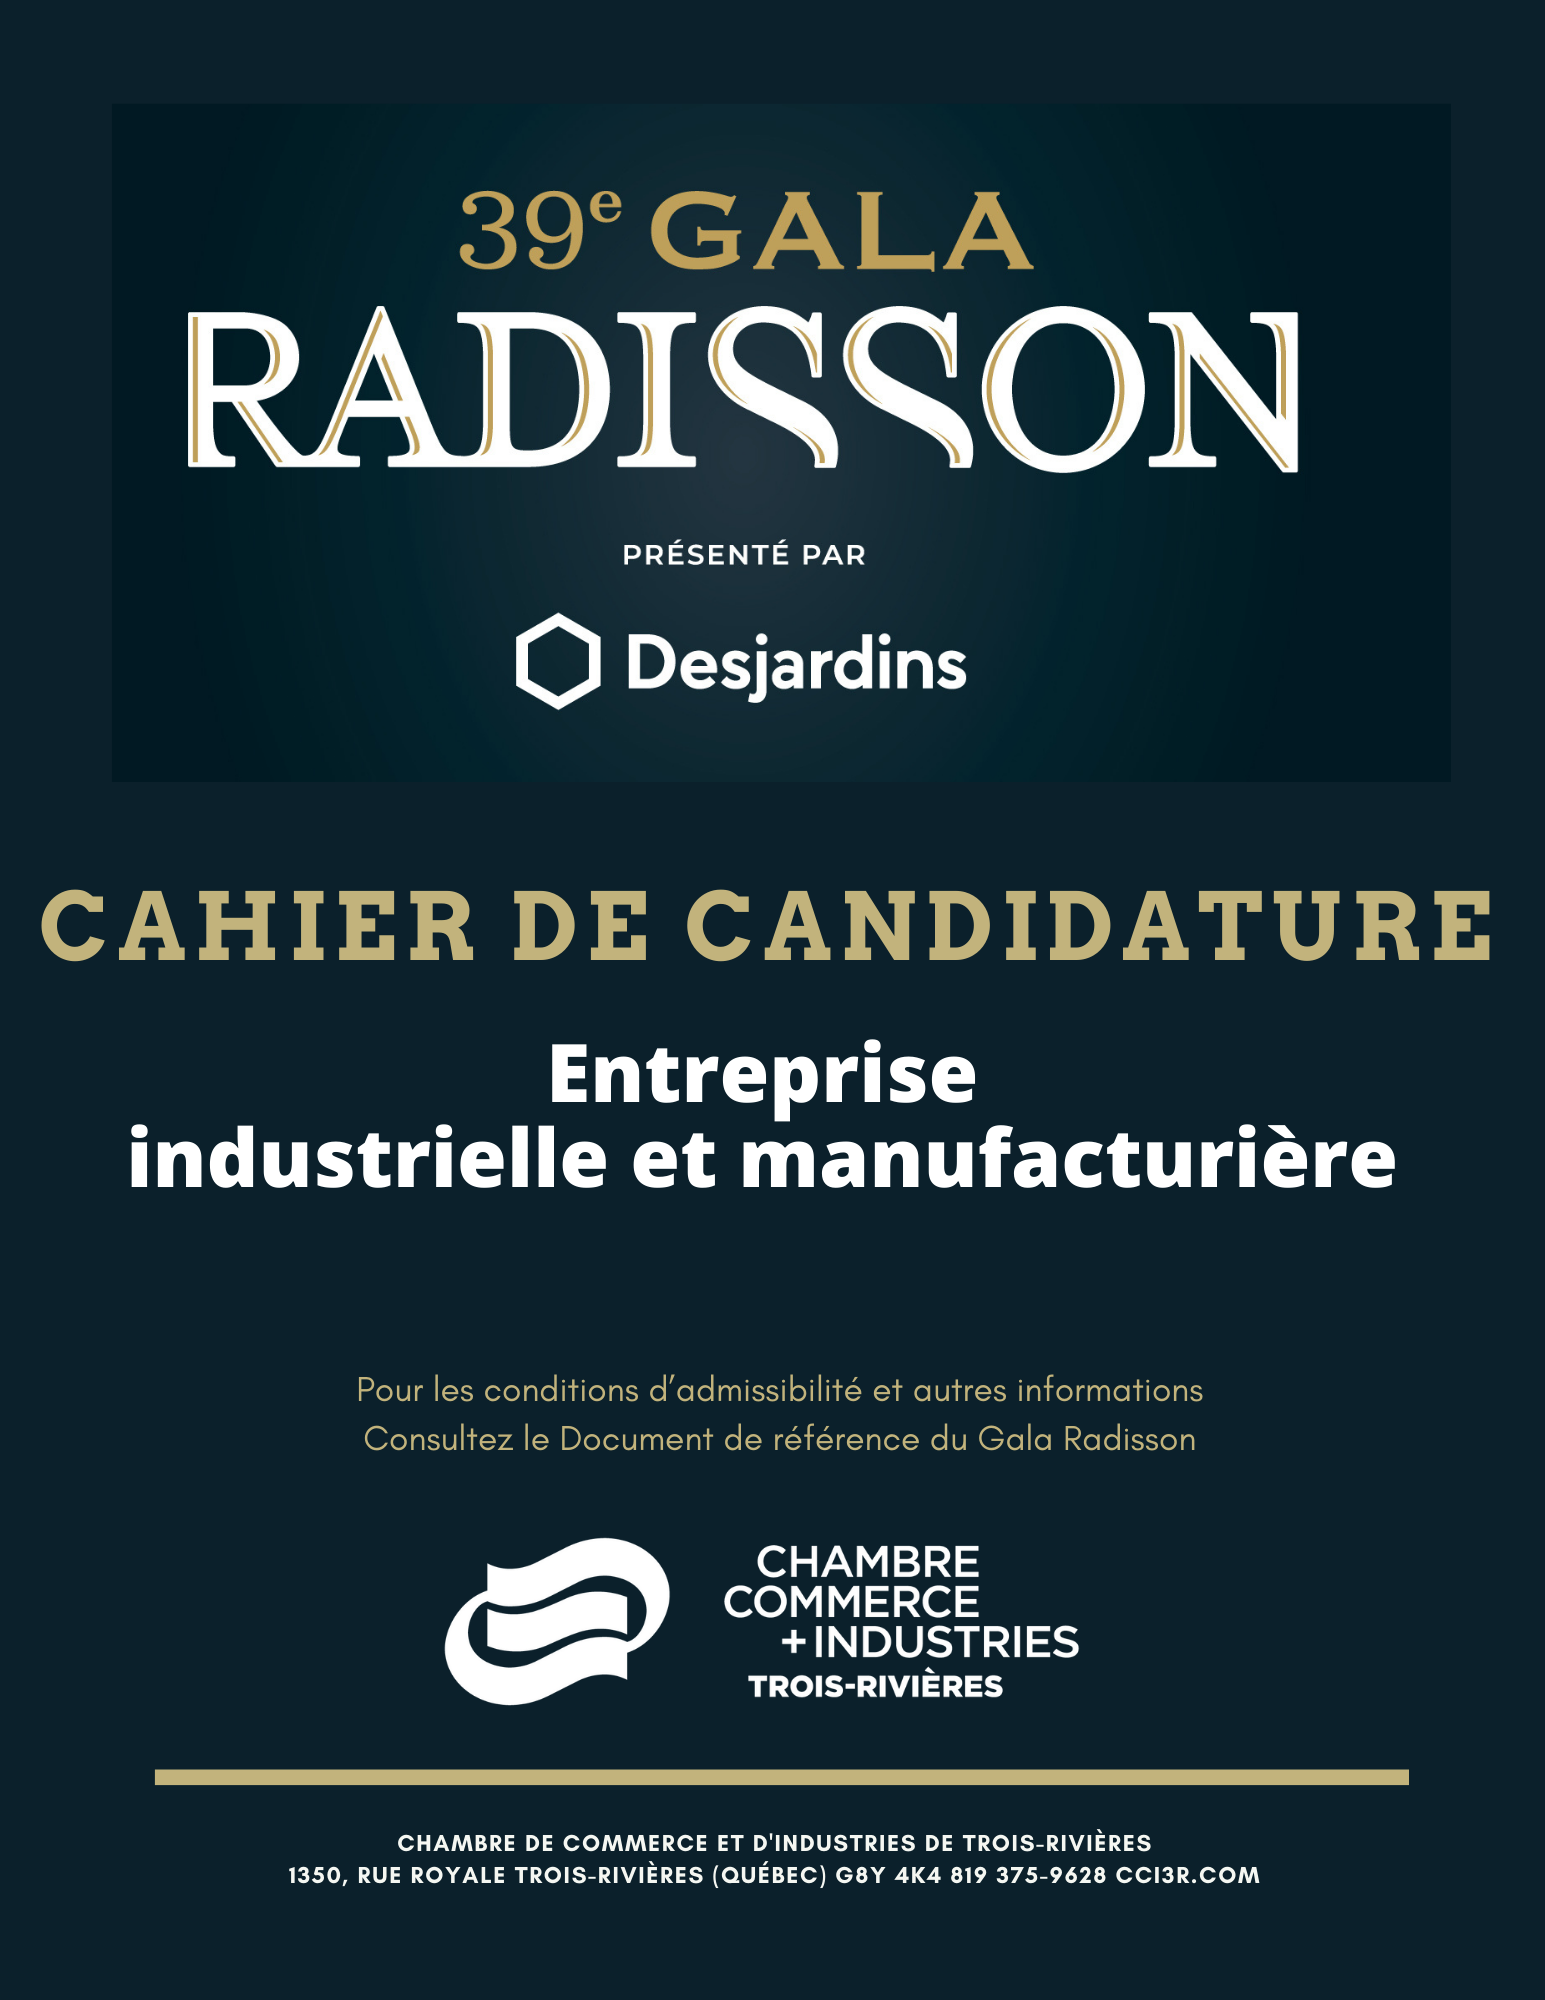 39e GALA
RADISSON
PRÉSENTÉ PAR
Desjardins
CAHIER DE CANDIDATURE
Entreprise
industrielle et manufacturière
Pour les conditions d’admissibilité et autres informations
Consultez le Document de référence du Gala Radisson
CHAMBRE
COMMERCE
+INDUSTRIES
TROIS-RIVIÈRES
CHAMBRE DE COMMERCE ET D'INDUSTRIES DE TROIS-RIVIÈRES
1350, RUE ROYALE TROIS-RIVIÈRES (QUÉBEC) G8Y 4K4 819 375-9628 CCI3R.COM